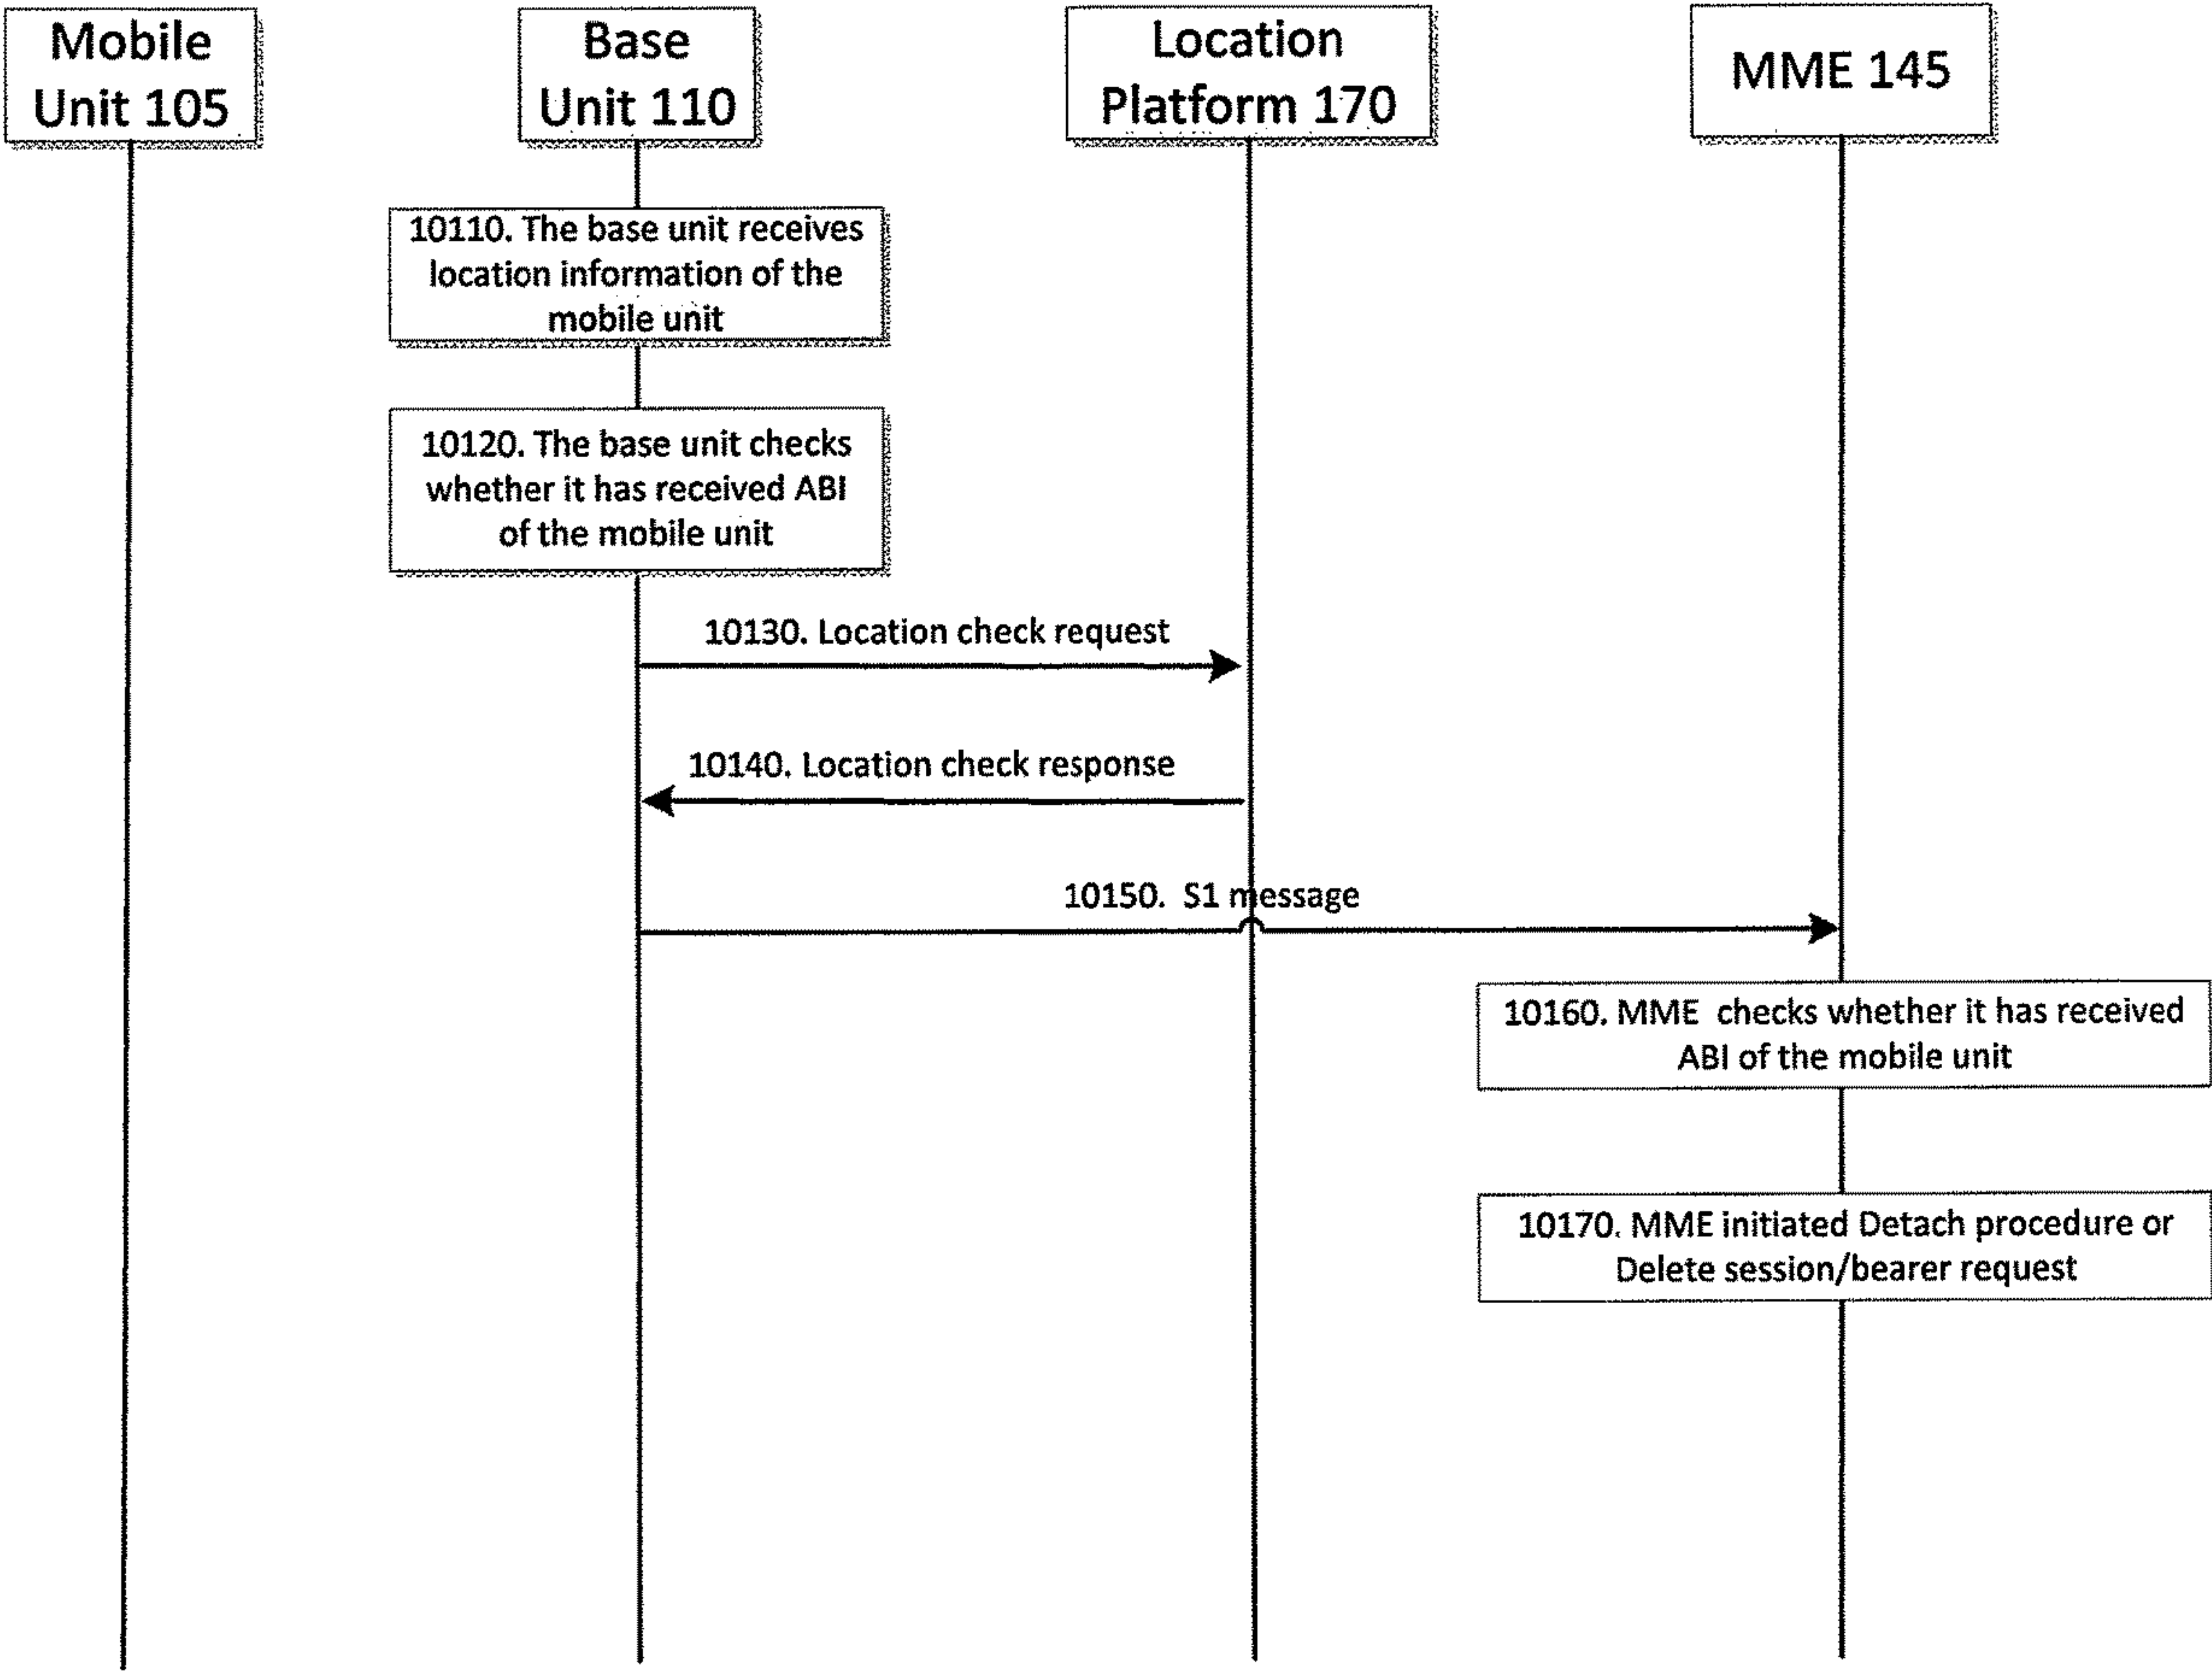 Mobile
Unit 105
Base
Unit 110
Location
Platform 170
MME 145
10110. The base unit receives
location information of the
mobile unit
10120. The base unit checks
whether it has received ABI
of the mobile unit
10130. Location check request
10140. Location check response
10150. S1 message
10160. MME checks whether it has received
ABI of the mobile unit
10170. MME initiated Detach procedure or
Delete session/bearer request